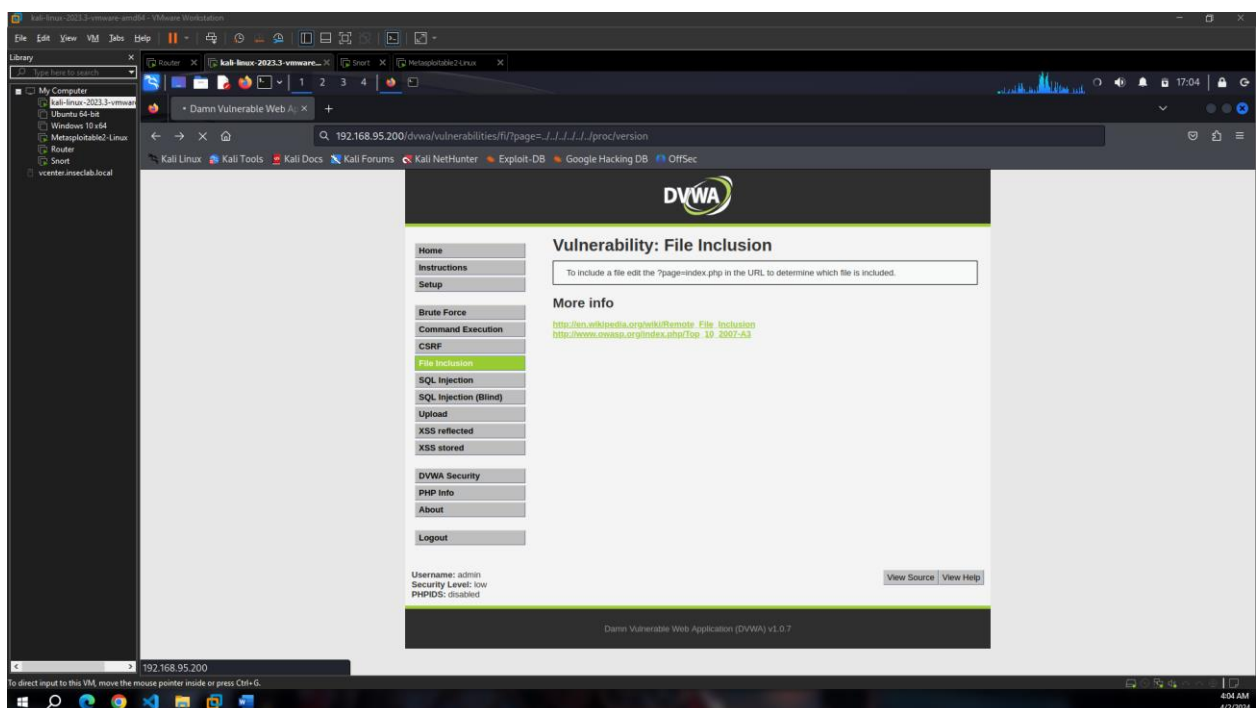 kali-linux-2023.3-vmware-amd64 - VMware Workstation
File Edit View VM Tabs Help
Library
Type here to search
My Computer
kali-linux-2023.3-vmwar
Ubuntu 64-bit
Windows 10 x64
Metasploitable2-Linux
Router
Snort
vcenter.inseclab.local
Router kali-linux-2023.3-vmware... Snort Metasploitable2-Linux
1 2 3 4 17:04
Damn Vulnerable Web Ap
192.168.95.200/dvwa/vulnerabilities/fi/?page=../../../../../../proc/version
Kali Linux Kali Tools Kali Docs Kali Forums Kali NetHunter Exploit-DB Google Hacking DB OffSec
DVWA
Home
Instructions
Setup
Brute Force
Command Execution
CSRF
File Inclusion
SQL Injection
SQL Injection (Blind)
Upload
XSS reflected
XSS stored
DVWA Security
PHP Info
About
Logout
Vulnerability: File Inclusion
To include a file edit the ?page=index.php in the URL to determine which file is included.
More info
http://en.wikipedia.org/wiki/Remote_File_Inclusion
http://www.owasp.org/index.php/Top_10_2007-A3
Username: admin
Security Level: low
PHPIDS: disabled
View Source View Help
Damn Vulnerable Web Application (DVWA) v1.0.7
192.168.95.200
To direct input to this VM, move the mouse pointer inside or press Ctrl+G.
4:04 AM
4/2/2024